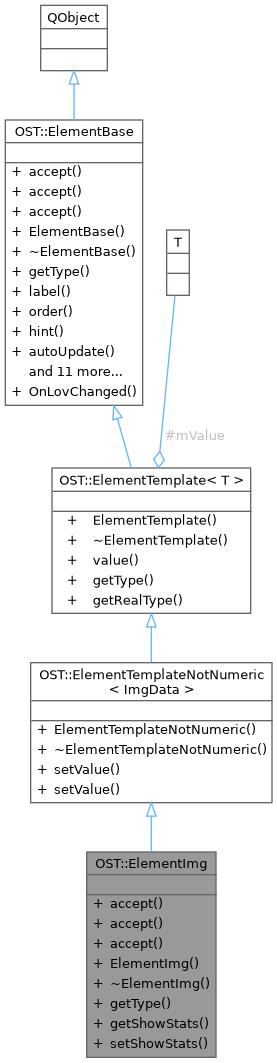 QObject
OST::ElementBase
+ accept()
+ accept()
+ accept()
+ ElementBase()
+ ~ElementBase()
+ getType()
+ label()
+ order()
+ hint()
+ autoUpdate()
and 11 more...
+ OnLovChanged()
T
#mValue
OST::ElementTemplate< T >
+ ElementTemplate()
+ ~ElementTemplate()
+ value()
+ getType()
+ getRealType()
OST::ElementTemplateNotNumeric
< ImgData >
+ ElementTemplateNotNumeric()
+ ~ElementTemplateNotNumeric()
+ setValue()
+ setValue()
OST::ElementImg
+ accept()
+ accept()
+ accept()
+ ElementImg()
+ ~ElementImg()
+ getType()
+ getShowStats()
+ setShowStats()